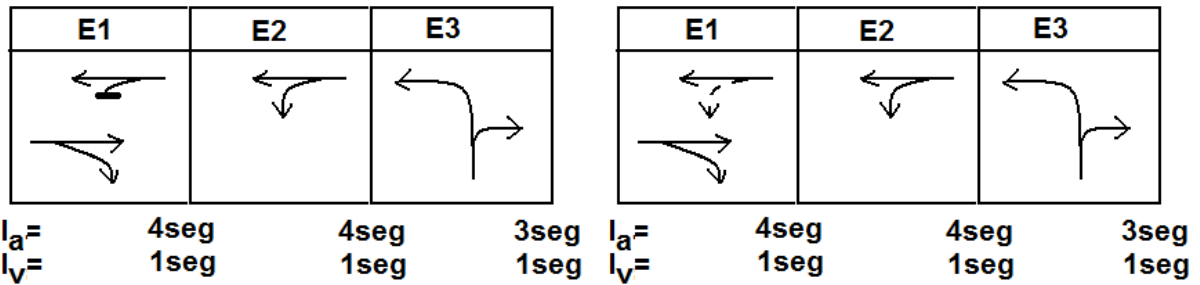 E1 E2 E3 E1 E2 E3
Ia= 4seg 4seg 3seg Ia= 4seg 4seg 3seg
IV= 1seg 1seg 1seg IV= 1seg 1seg 1seg